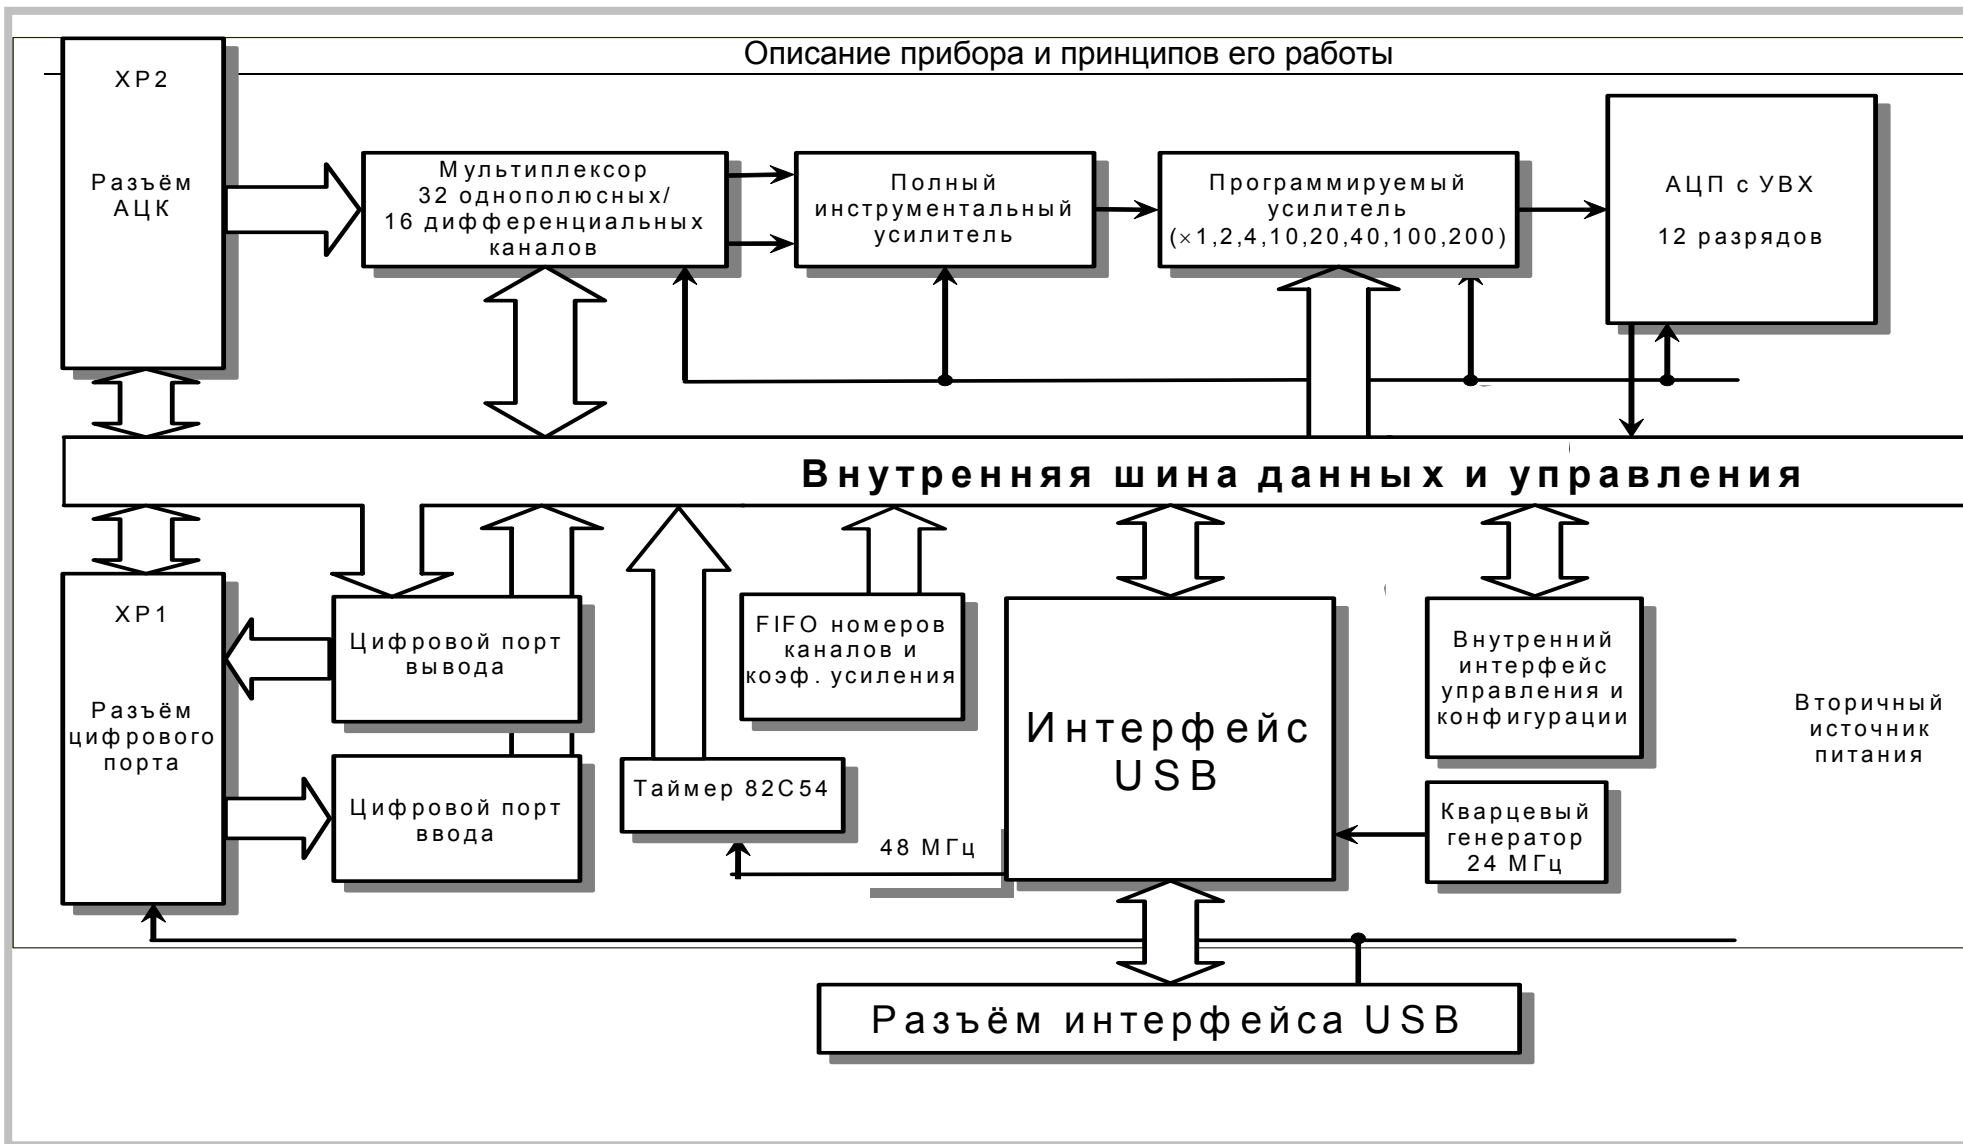 Описание прибора и принципов его работы
XP2
Разъём
АЦК
Мультиплексор
32 однополюсных/
16 дифференциальных
каналов
Полный
инструментальный
усилитель
Программируемый
усилитель
(×1,2,4,10,20,40,100,200)
АЦП с УВХ
12 разрядов
Внутренняя шина данных и управления
XP1
Разъём
цифрового
порта
Цифровой порт
вывода
Цифровой порт
ввода
Таймер 82С54
FIFO номеров
каналов и
коэф. усиления
48 МГц
Интерфейс
USB
Внутренний
интерфейс
управления и
конфигурации
Кварцевый
генератор
24 МГц
Вторичный
источник
питания
Разъём интерфейса USB